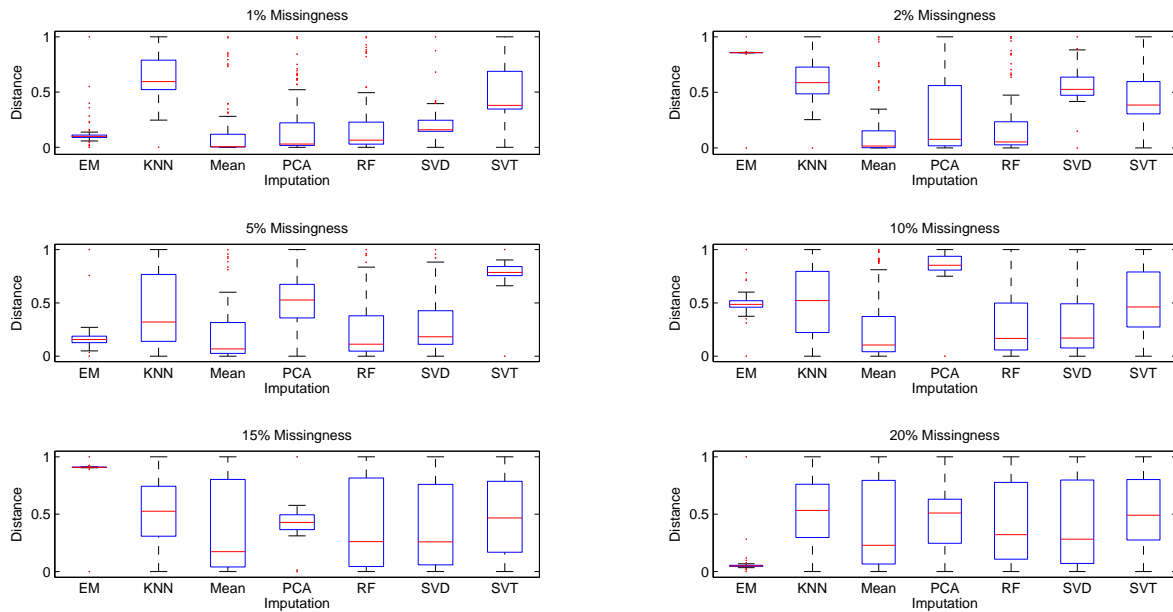 1% Missingness
1
0.5
0
Distance
EM KNN Mean PCA RF SVD SVT
Imputation
2% Missingness
1
0.5
0
Distance
EM KNN Mean PCA RF SVD SVT
Imputation
5% Missingness
1
0.5
0
Distance
EM KNN Mean PCA RF SVD SVT
Imputation
10% Missingness
1
0.5
0
Distance
EM KNN Mean PCA RF SVD SVT
Imputation
15% Missingness
1
0.5
0
Distance
EM KNN Mean PCA RF SVD SVT
Imputation
20% Missingness
1
0.5
0
Distance
EM KNN Mean PCA RF SVD SVT
Imputation